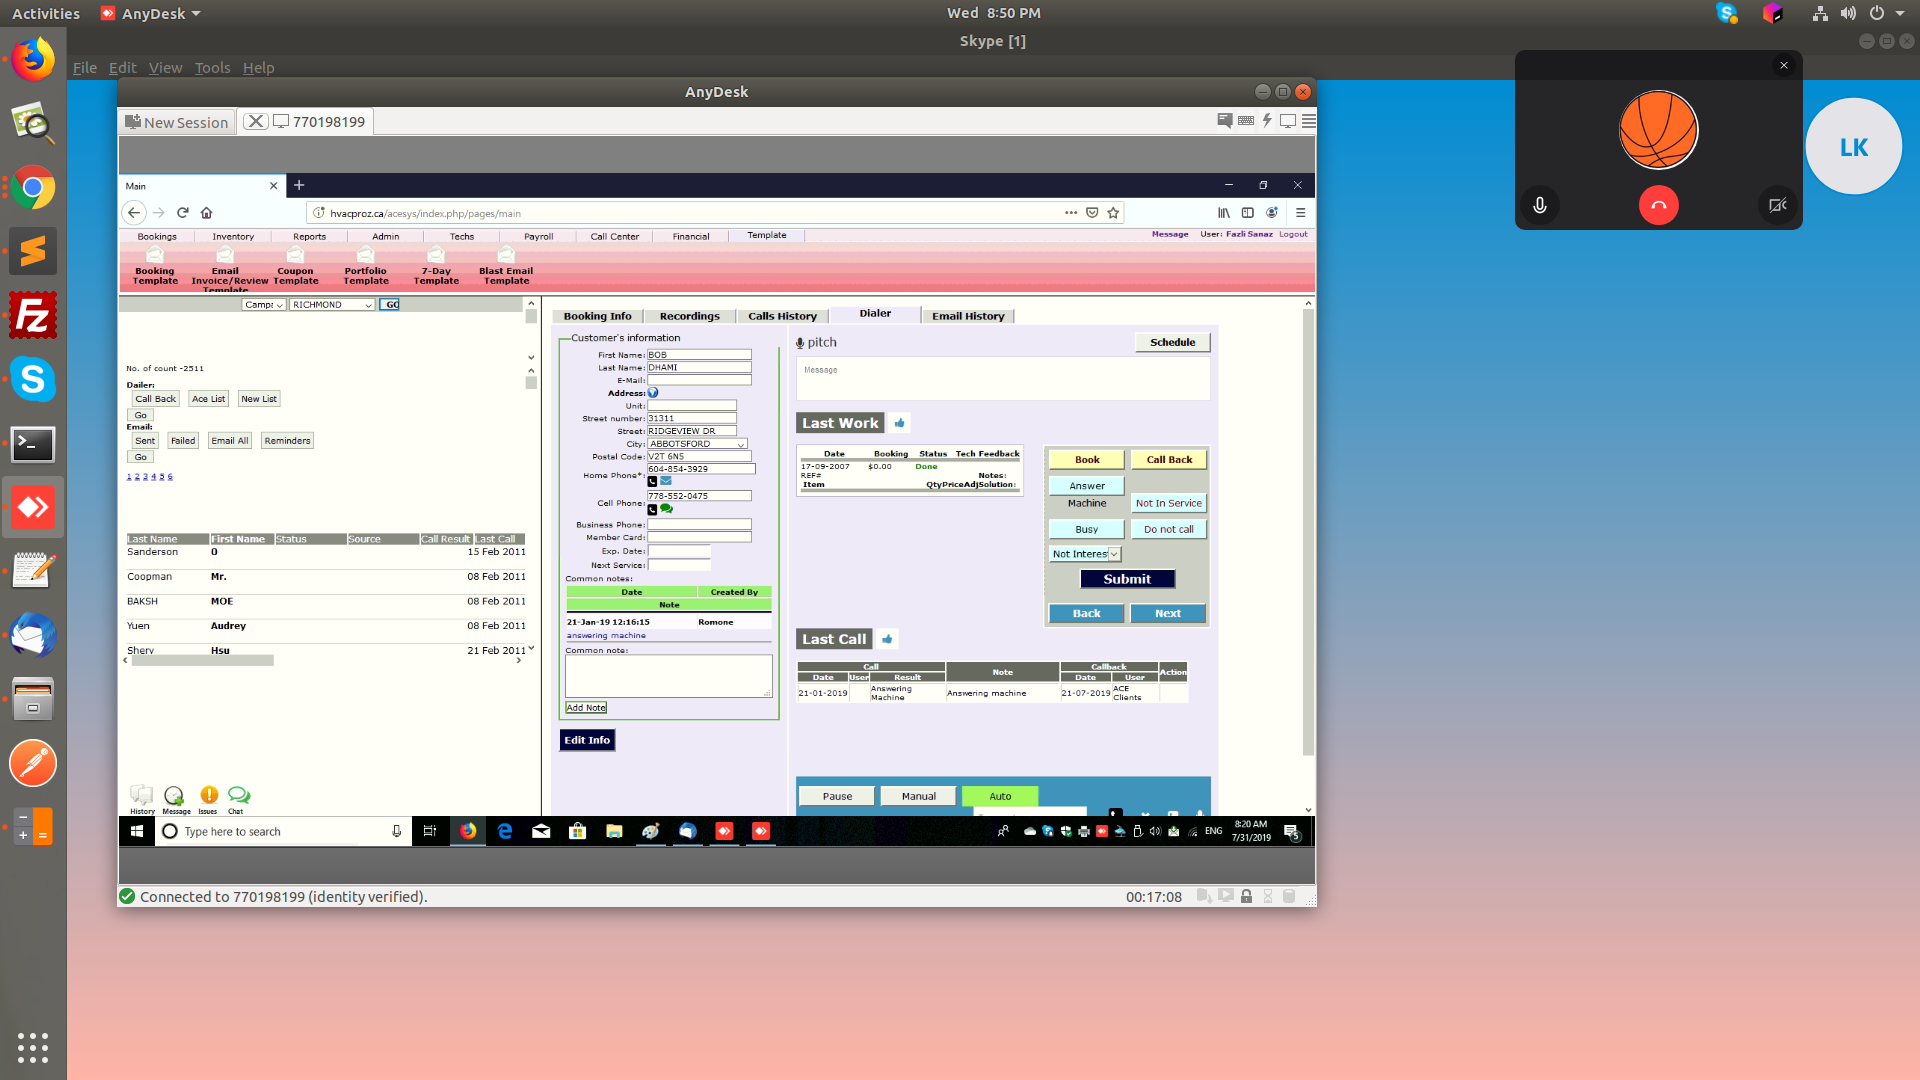 Activities AnyDesk Wed 8:50 PM
Skype [1]
File Edit View Tools Help
AnyDesk
New Session 770198199
LK
Main
hvacproz.ca/acesys/index.php/pages/main
Bookings Inventory Reports Admin Techs Payroll Call Center Financial Template Message User: Fazli Sanaz Logout
Booking Template
Email Invoice/Review Template
Coupon Template
Portfolio Template
7-Day Template
Blast Email Template
Camp RICHMOND GO
No. of count -2511
Dailer:
Call Back Ace List New List
Go
Email:
Sent Failed Email All Reminders
Go
1 2 3 4 5 6
Last Name First Name Status Source Call Result Last Call
Sanderson 0 15 Feb 2011
Coopman Mr. 08 Feb 2011
BAKSH MOE 08 Feb 2011
Yuen Audrey 08 Feb 2011
Shery Hsu 21 Feb 2011
History Message Issues Chat
Booking Info Recordings Calls History Dialer Email History
Customer's information
First Name: BOB
Last Name: DHAMI
E-Mail:
Address:
Unit:
Street number: 31311
Street: RIDGEVIEW DR
City: ABBOTSFORD
Postal Code: V2T 6N5
Home Phone*: 604-854-3929
Cell Phone: 778-552-0475
Business Phone:
Member Card:
Exp. Date:
Next Service:
Common notes:
Date Created By
Note
21-Jan-19 12:16:15 Romone
answering machine
Common note:
Add Note
Edit Info
pitch Schedule
Message
Last Work
Date Booking Status Tech Feedback
17-09-2007 $0.00 Done
REF# Notes:
Item QtyPriceAdjSolution:
Book Call Back
Answer Machine Not In Service
Busy Do not call
Not Interes
Submit
Back Next
Last Call
Call Note Callback Action
Date User Result Date User
21-01-2019 Answering Machine Answering machine 21-07-2019 ACE Clients
Pause Manual Auto
Type here to search ENG 8:20 AM
7/31/2019
5
Connected to 770198199 (identity verified). 00:17:08